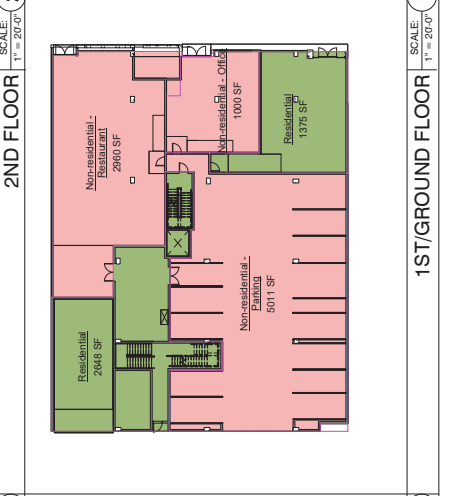 SCALE:
1" = 20'-0"
2ND FLOOR
Non-residential -
Restaurant
2960 SF
Non-residential - Office
1000 SF
Residential
1375 SF
Non-residential -
Parking
5011 SF
Residential
2648 SF
SCALE:
1" = 20'-0"
1ST/GROUND FLOOR